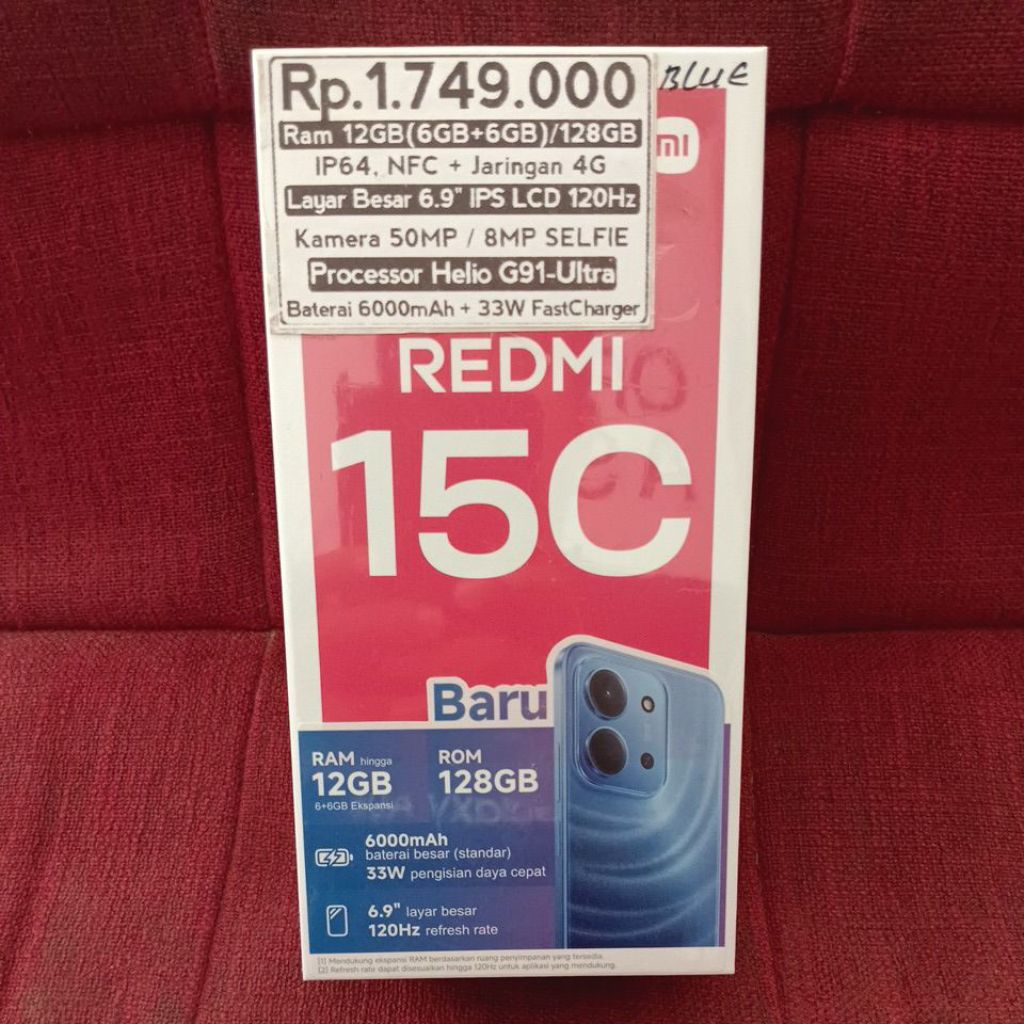 Rp.1.749.000
BLUE
Ram 12GB(6GB+6GB)/128GB
IP64, NFC + Jaringan 4G
Layar Besar 6.9" IPS LCD 120Hz
Kamera 50MP / 8MP SELFIE
Processor Helio G91-Ultra
Baterai 6000mAh + 33W FastCharger
mi
REDMI
15C
Baru
RAM hingga
12GB
6+6GB Ekspansi
ROM
128GB
6000mAh
baterai besar (standar)
33W pengisian daya cepat
6.9" layar besar
120Hz refresh rate
[1] Mendukung ekspansi RAM berdasarkan ruang penyimpanan yang tersedia.
[2] Refresh rate dapat disesuaikan hingga 120Hz untuk aplikasi yang mendukung.